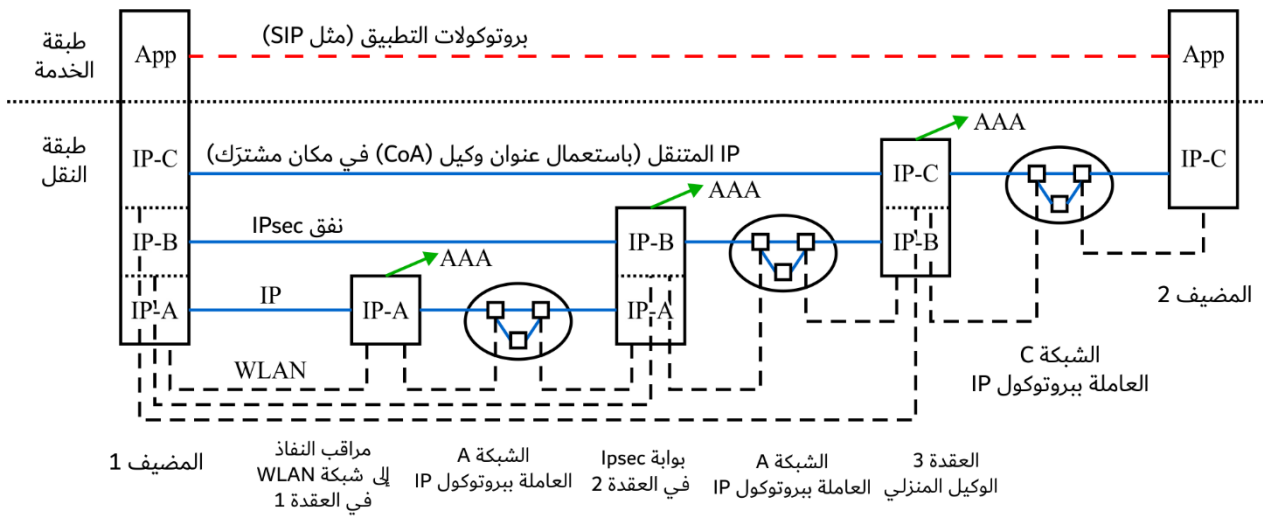 طبقة
الخدمة
App
بروتوكولات التطبيق (مثل SIP)
App
طبقة
النقل
IP-C
IP المتنقل (باستعمال عنوان وكيل (CoA) في مكان مشترَك)
AAA
IP-C
IP-C
AAA
IP-B
نفق IPsec
IP-B
IP-B
AAA
IP-A
IP
IP-A
IP-A
المضيف 2
WLAN
الشبكة C
العاملة ببروتوكول IP
المضيف 1
مراقب النفاذ
إلى شبكة WLAN
في العقدة 1
الشبكة A
العاملة ببروتوكول IP
بوابة Ipsec
في العقدة 2
الشبكة A
العاملة ببروتوكول IP
العقدة 3
الوكيل المنزلي